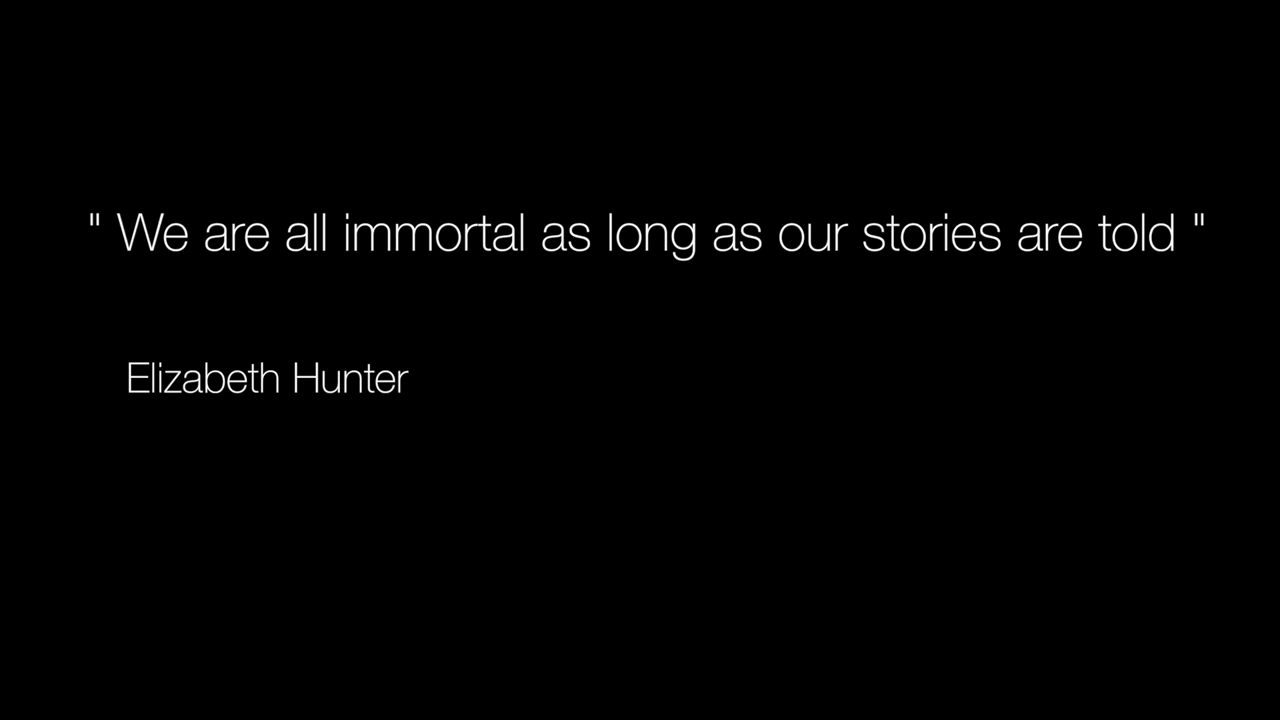 " We are all immortal as long as our stories are told "
Elizabeth Hunter